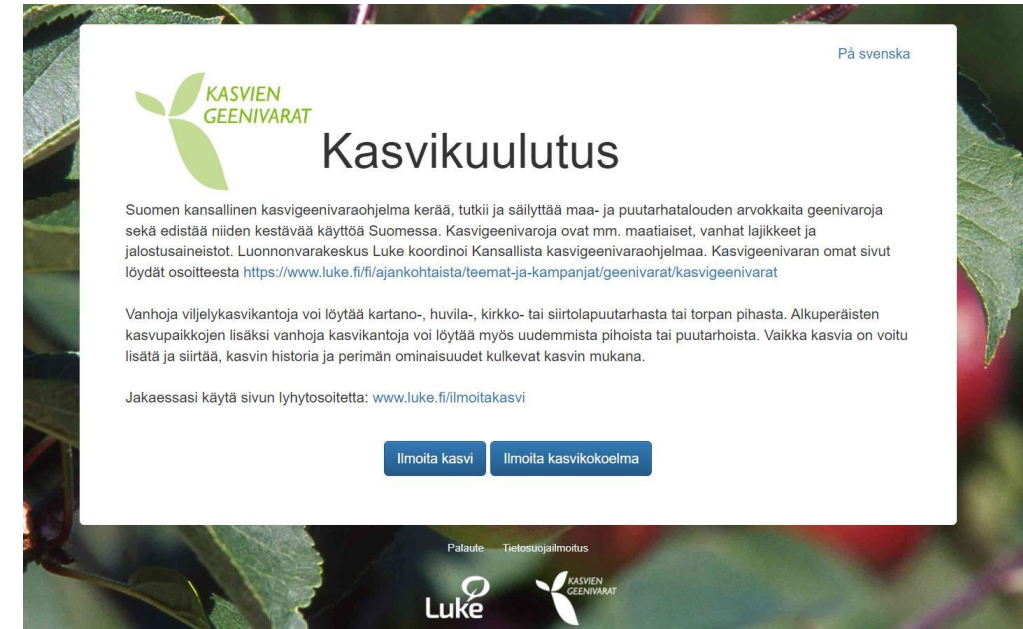 På svenska
KASVIEN
GEENIVARAT
Kasvikuulutus
Suomen kansallinen kasvigeenivaraohjelma kerää, tutkii ja säilyttää maa- ja puutarhatalouden arvokkaita geenivaroja
sekä edistää niiden kestävää käyttöä Suomessa. Kasvigeenivaroja ovat mm. maatiaiset, vanhat lajikkeet ja
jalostusaineistot. Luonnonvarakeskus Luke koordinoi Kansallista kasvigeenivaraohjelmaa. Kasvigeenivaran omat sivut
löydät osoitteesta https://www.luke.fi/fi/ajankohtaista/teemat-ja-kampanjat/geenivarat/kasvigeenivarat
Vanhoja viljelykasvikantoja voi löytää kartano-, huvila-, kirkko- tai siirtolapuutarhasta tai torpan pihasta. Alkuperäisten
kasvupaikkojen lisäksi vanhoja kasvikantoja voi löytää myös uudemmista pihoista tai puutarhoista. Vaikka kasvia on voitu
lisätä ja siirtää, kasvin historia ja perimän ominaisuudet kulkevat kasvin mukana.
Jakaessasi käytä sivun lyhytosoitetta: www.luke.fi/ilmoitakasvi
Ilmoita kasvi Ilmoita kasvikokoelma
Palaute Tietosuojailmoitus
Luke
KASVIEN
GEENIVARAT